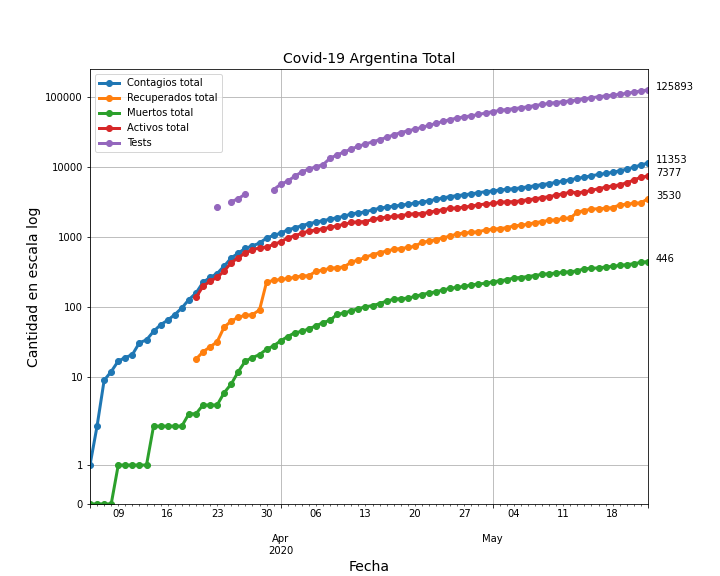 Covid-19 Argentina Total
Contagios total
Recuperados total
Muertos total
Activos total
Tests
Cantidad en escala log
100000
10000
1000
100
10
1
0
125893
11353
7377
3530
446
09 16 23 30 06 13 20 27 04 11 18
Apr May
2020
Fecha